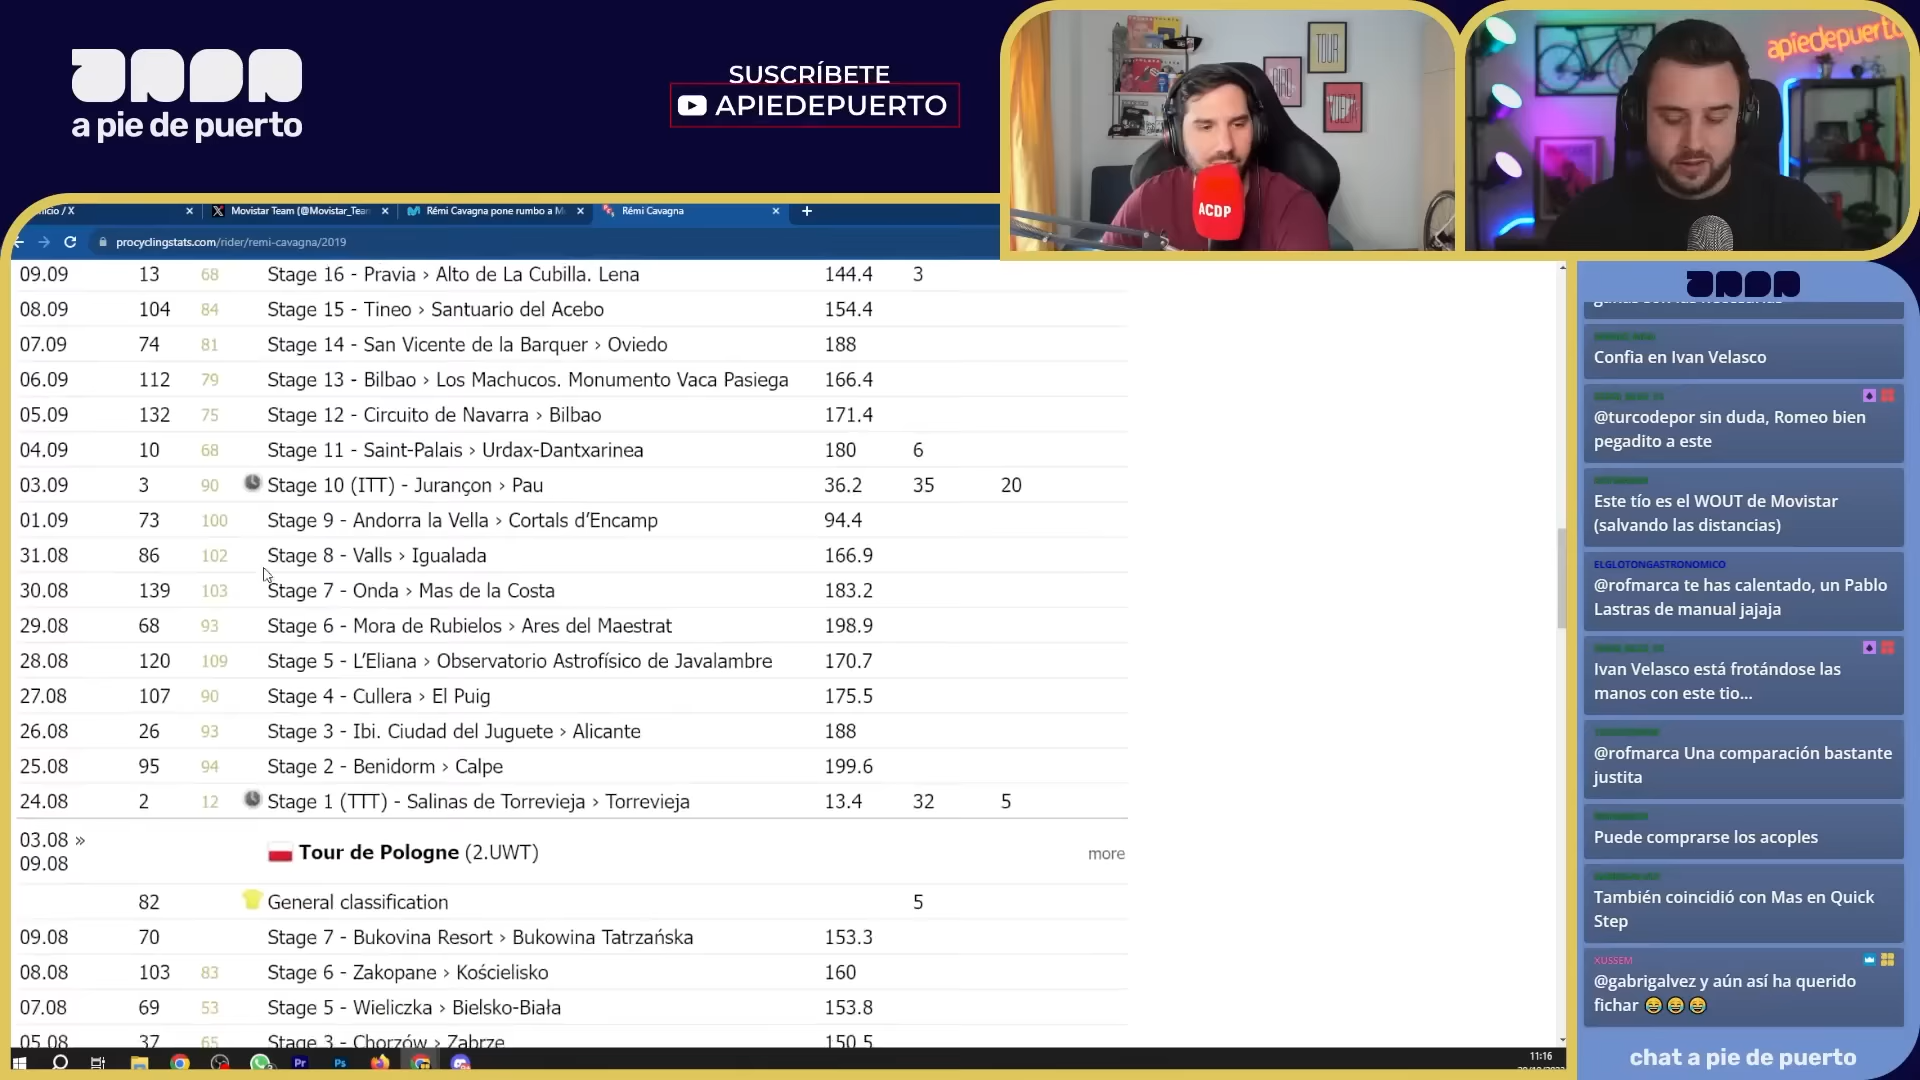 a pie de puerto
SUSCRÍBETE
APIEDEPUERTO
TOUR
GIRO
ACDP
apiedepuerto
/ X
Movistar Team (@Movistar_Tea
Rémi Cavagna pone rumbo a M
Rémi Cavagna
procyclingstats.com/rider/remi-cavagna/2019
09.09 13 68 Stage 16 - Pravia › Alto de La Cubilla. Lena 144.4 3
08.09 104 84 Stage 15 - Tineo › Santuario del Acebo 154.4
07.09 74 81 Stage 14 - San Vicente de la Barquer › Oviedo 188
06.09 112 79 Stage 13 - Bilbao › Los Machucos. Monumento Vaca Pasiega 166.4
05.09 132 75 Stage 12 - Circuito de Navarra › Bilbao 171.4
04.09 10 68 Stage 11 - Saint-Palais › Urdax-Dantxarinea 180 6
03.09 3 90 Stage 10 (ITT) - Jurançon › Pau 36.2 35 20
01.09 73 100 Stage 9 - Andorra la Vella › Cortals d’Encamp 94.4
31.08 86 102 Stage 8 - Valls › Igualada 166.9
30.08 139 103 Stage 7 - Onda › Mas de la Costa 183.2
29.08 68 93 Stage 6 - Mora de Rubielos › Ares del Maestrat 198.9
28.08 120 109 Stage 5 - L’Eliana › Observatorio Astrofísico de Javalambre 170.7
27.08 107 90 Stage 4 - Cullera › El Puig 175.5
26.08 26 93 Stage 3 - Ibi. Ciudad del Juguete › Alicante 188
25.08 95 94 Stage 2 - Benidorm › Calpe 199.6
24.08 2 12 Stage 1 (TTT) - Salinas de Torrevieja › Torrevieja 13.4 32 5
03.08 »
09.08
Tour de Pologne (2.UWT) more
82 General classification 5
09.08 70 Stage 7 - Bukovina Resort › Bukowina Tatrzańska 153.3
08.08 103 83 Stage 6 - Zakopane › Kościelisko 160
07.08 69 53 Stage 5 - Wieliczka › Bielsko-Biała 153.8
05.08 37 65 Stage 3 - Chorzów › Zabrze 150.5
Pr
Ps
11:16
Confia en Ivan Velasco
@turcodepor sin duda, Romeo bien
pegadito a este
Este tío es el WOUT de Movistar
(salvando las distancias)
ELGLOTONGASTRONOMICO
@rofmarca te has calentado, un Pablo
Lastras de manual jajaja
Ivan Velasco está frotándose las
manos con este tio...
@rofmarca Una comparación bastante
justita
Puede comprarse los acoples
También coincidió con Mas en Quick
Step
XUSSEM
@gabrigalvez y aún así ha querido
fichar 😂😂😂
chat a pie de puerto